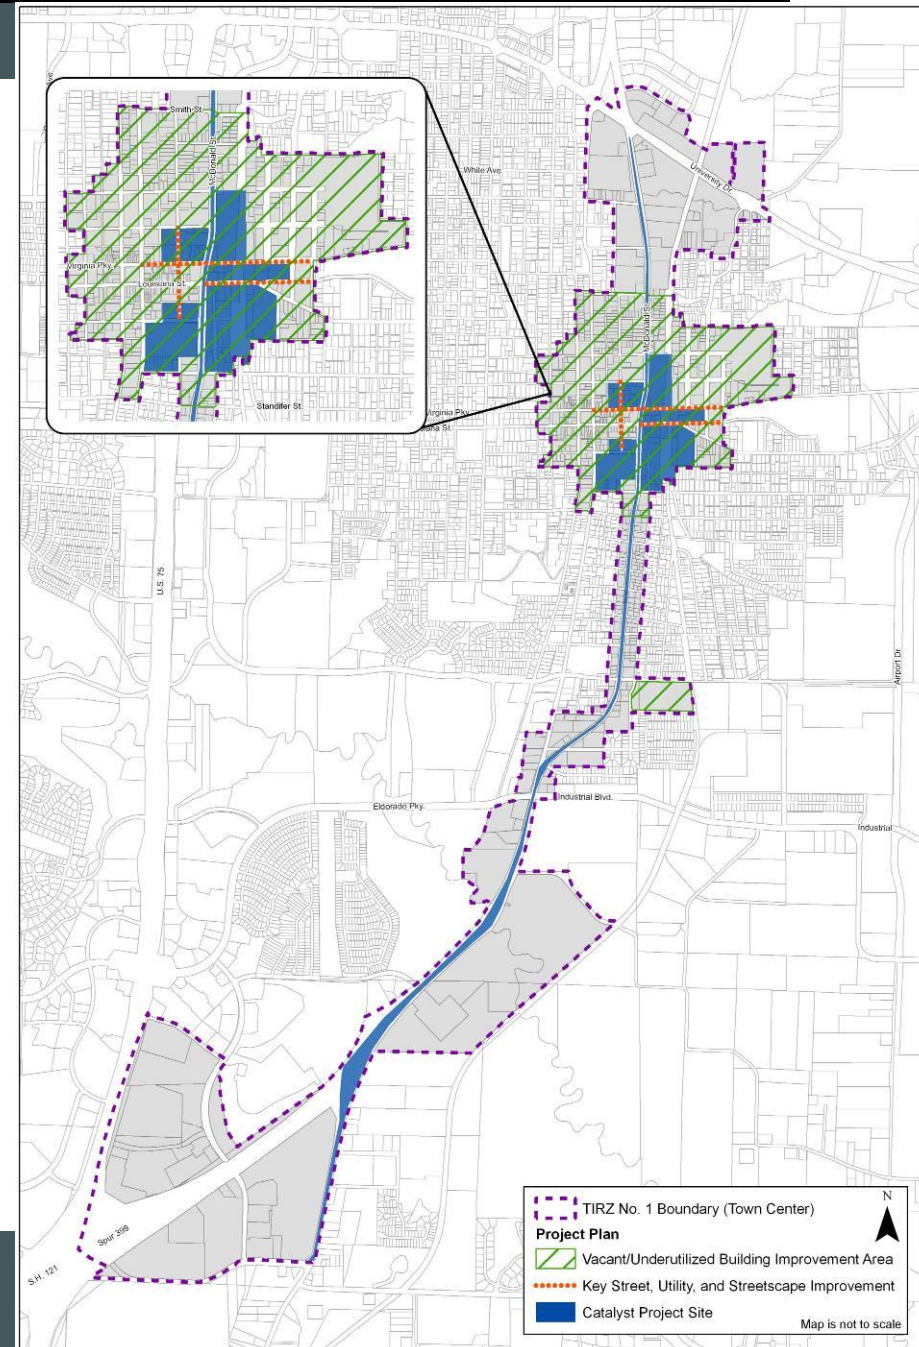 Smith St.
McDonald St.
Virginia Pky.
Louisiana St.
Standifer St.
White Ave.
University Dr.
McDonald St.
Virginia Pky.
U.S. 75
Airport Dr.
Eldorado Pky.
Industrial Blvd.
Industrial
Spur 399
S.H. 121
N
TIRZ No. 1 Boundary (Town Center)
Project Plan
Vacant/Underutilized Building Improvement Area
Key Street, Utility, and Streetscape Improvement
Catalyst Project Site
Map is not to scale